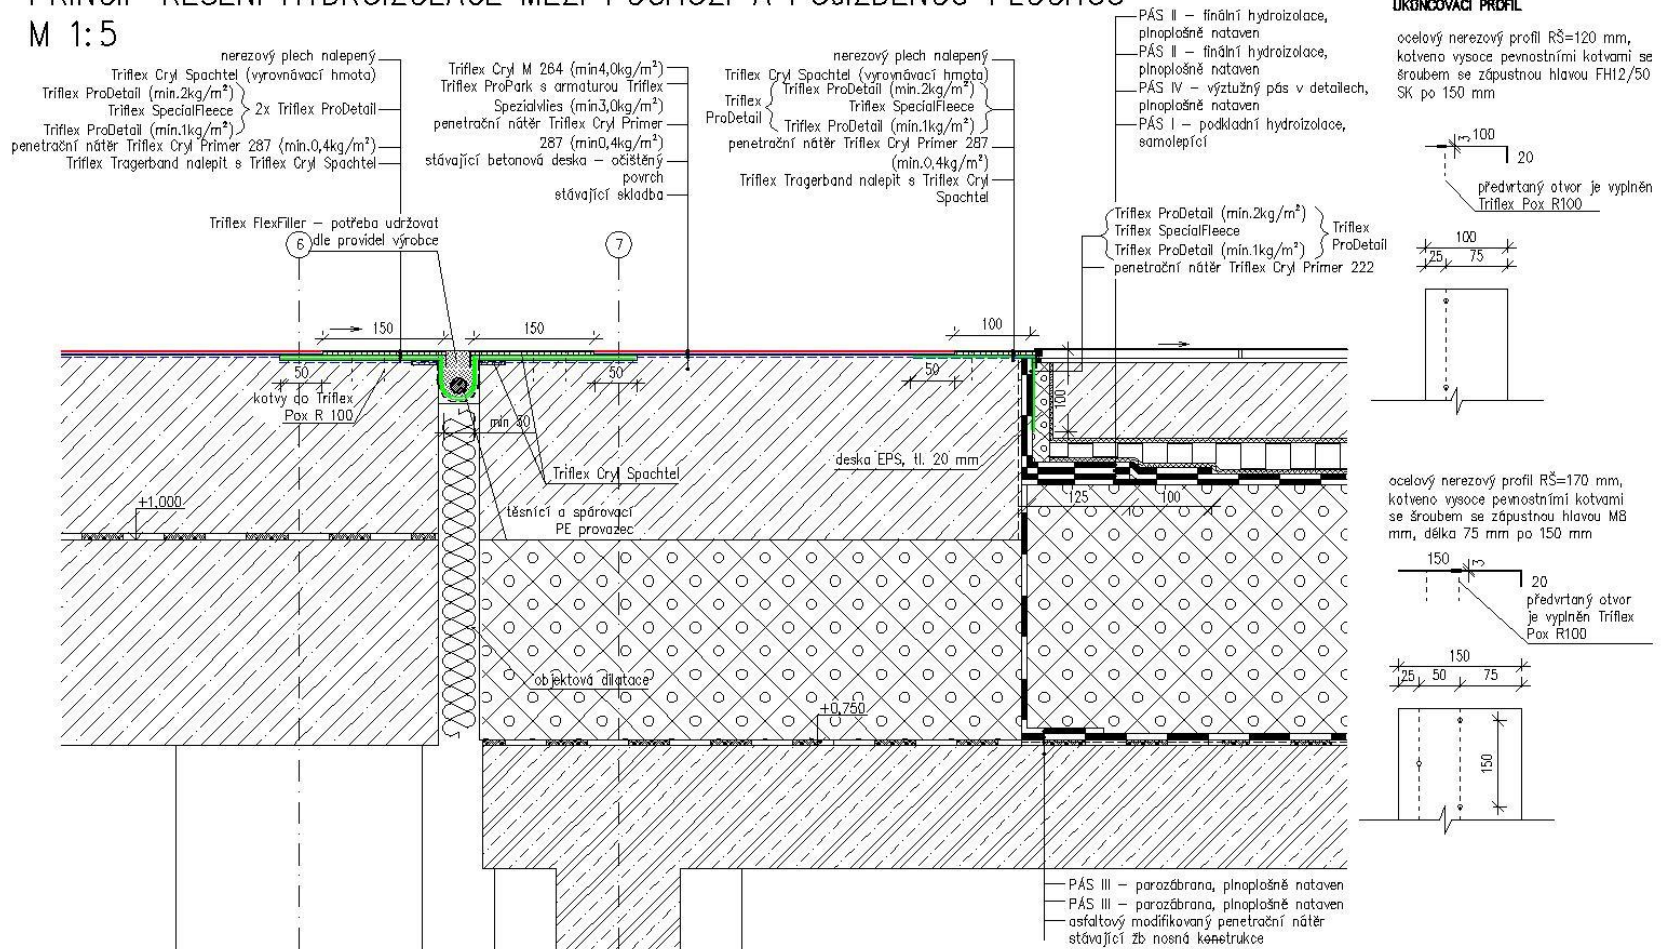 PRINCIP ŘEŠENÍ HYDROIZOLACE MEZI POCHOZÍ A POJÍŽDĚNOU PLOCHOU
M 1:5
nerezový plech nalepený
Triflex Cryl Spachtel (vyrovnávací hmota)
Triflex ProDetail (min.2kg/m²)
Triflex SpecialFleece
2x Triflex ProDetail
Triflex ProDetail (min.1kg/m²)
penetrační nátěr Triflex Cryl Primer 287 (min.0,4kg/m²)
Triflex Tragerband nalepit s Triflex Cryl Spachtel
Triflex FlexFiller – potřeba udržovat
dle providel výrobce
6
7
Triflex Cryl M 264 (min4,0kg/m²)
Triflex ProPark s armaturou Triflex
Spezialvlies (min3,0kg/m²)
penetrační nátěr Triflex Cryl Primer
287 (min0,4kg/m²)
stávající betonová deska – očištěný
povrch
stávající skladba
nerezový plech nalepený
Triflex Cryl Spachtel (vyrovnávací hmota)
Triflex ProDetail (min.2kg/m²)
Triflex
ProDetail
Triflex SpecialFleece
Triflex ProDetail (min.1kg/m²)
penetrační nátěr Triflex Cryl Primer 287
(min.0,4kg/m²)
Triflex Tragerband nalepit s Triflex Cryl
Spachtel
PÁS II – finální hydroizolace,
plnoplošně nataven
PÁS II – finální hydroizolace,
plnoplošně nataven
PÁS IV – výztužný pás v detailech,
plnoplošně nataven
PÁS I – podkladní hydroizolace,
samolepící
Triflex ProDetail (min.2kg/m²)
Triflex SpecialFleece
Triflex
ProDetail
Triflex ProDetail (min.1kg/m²)
penetrační nátěr Triflex Cryl Primer 222
150
150
100
50
50
50
100
kotvy do Triflex
Pox R 100
min 30
Triflex Cryl Spachtel
deska EPS, tl. 20 mm
125
100
+1,000
těsnící a spárovací
PE provazec
objektová dilatace
+0,750
PÁS III – parozábrana, plnoplošně nataven
PÁS III – parozábrana, plnoplošně nataven
asfaltový modifikovaný penetrační nátěr
stávající žb nosná konstrukce
UKONČOVACÍ PROFIL
ocelový nerezový profil RŠ=120 mm,
kotveno vysoce pevnostními kotvami se
šroubem se zápustnou hlavou FH12/50
SK po 150 mm
3
100
20
předvrtaný otvor je vyplněn
Triflex Pox R100
100
25
75
ocelový nerezový profil RŠ=170 mm,
kotveno vysoce pevnostními kotvami
se šroubem se zápustnou hlavou M8
mm, délka 75 mm po 150 mm
150
3
20
předvrtaný otvor
je vyplněn Triflex
Pox R100
150
25
50
75
150